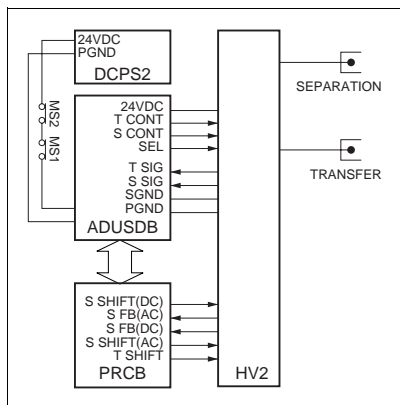 24VDC
PGND
DCPS2
MS2
MS1
24VDC
T CONT
S CONT
SEL
T SIG
S SIG
SGND
PGND
ADUSDB
S SHIFT(DC)
S FB(AC)
S FB(DC)
S SHIFT(AC)
T SHIFT
PRCB
HV2
SEPARATION
TRANSFER